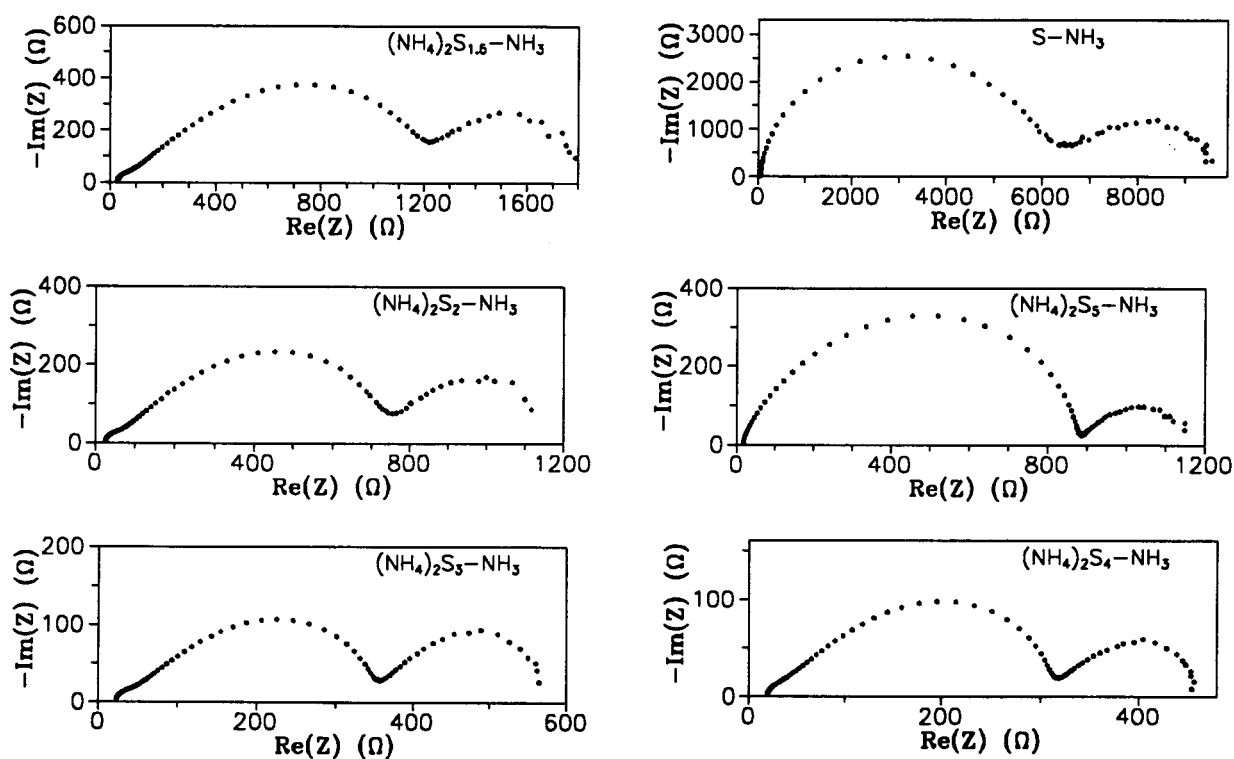 600
(NH₄)₂S₁.₆–NH₃
400
200
0
0 400 800 1200 1600
Re(Z) (Ω)
−Im(Z) (Ω)
3000
S–NH₃
2000
1000
0
0 2000 4000 6000 8000
Re(Z) (Ω)
−Im(Z) (Ω)
400
(NH₄)₂S₂–NH₃
200
0
0 400 800 1200
Re(Z) (Ω)
−Im(Z) (Ω)
400
(NH₄)₂S₅–NH₃
300
200
100
0
0 400 800 1200
Re(Z) (Ω)
−Im(Z) (Ω)
200
(NH₄)₂S₃–NH₃
100
0
0 200 400 600
Re(Z) (Ω)
−Im(Z) (Ω)
(NH₄)₂S₄–NH₃
100
0
0 200 400
Re(Z) (Ω)
−Im(Z) (Ω)